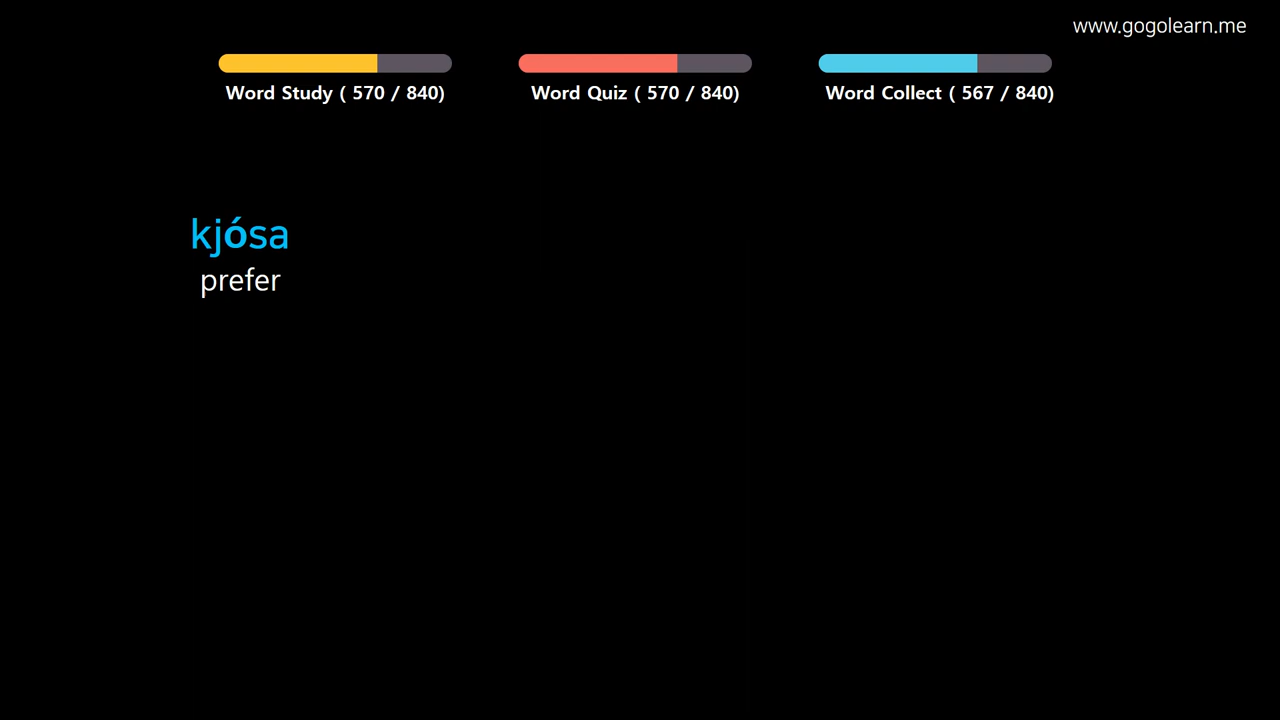 www.gogolearn.me
Word Study ( 570 / 840)
Word Quiz ( 570 / 840)
Word Collect ( 567 / 840)
kjósa
prefer